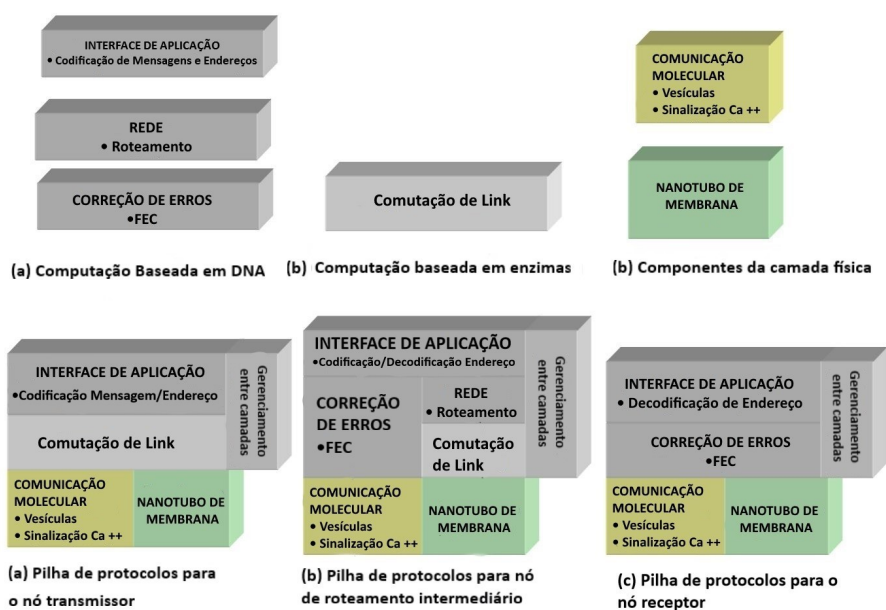 INTERFACE DE APLICAÇÃO
• Codificação de Mensagens e Endereços
REDE
• Roteamento
CORREÇÃO DE ERROS
•FEC
(a) Computação Baseada em DNA
Comutação de Link
(b) Computação baseada em enzimas
COMUNICAÇÃO
MOLECULAR
• Vesículas
• Sinalização Ca ++
NANOTUBO DE
MEMBRANA
(b) Componentes da camada física
INTERFACE DE APLICAÇÃO
•Codificação Mensagem/Endereço
Comutação de Link
Gerenciamento
entre camadas
COMUNICAÇÃO
MOLECULAR
• Vesículas
• Sinalização Ca ++
NANOTUBO DE
MEMBRANA
(a) Pilha de protocolos para
o nó transmissor
INTERFACE DE APLICAÇÃO
•Codificação/Decodificação Endereço
CORREÇÃO
DE ERROS
•FEC
REDE
• Roteamento
Comutação
de Link
Gerenciamento
entre camadas
COMUNICAÇÃO
MOLECULAR
• Vesículas
• Sinalização Ca ++
NANOTUBO DE
MEMBRANA
(b) Pilha de protocolos para nó
de roteamento intermediário
INTERFACE DE APLICAÇÃO
• Decodificação de Endereço
CORREÇÃO DE ERROS
•FEC
Gerenciamento
entre camadas
COMUNICAÇÃO
MOLECULAR
• Vesículas
• Sinalização Ca ++
NANOTUBO DE
MEMBRANA
(c) Pilha de protocolos para o
nó receptor